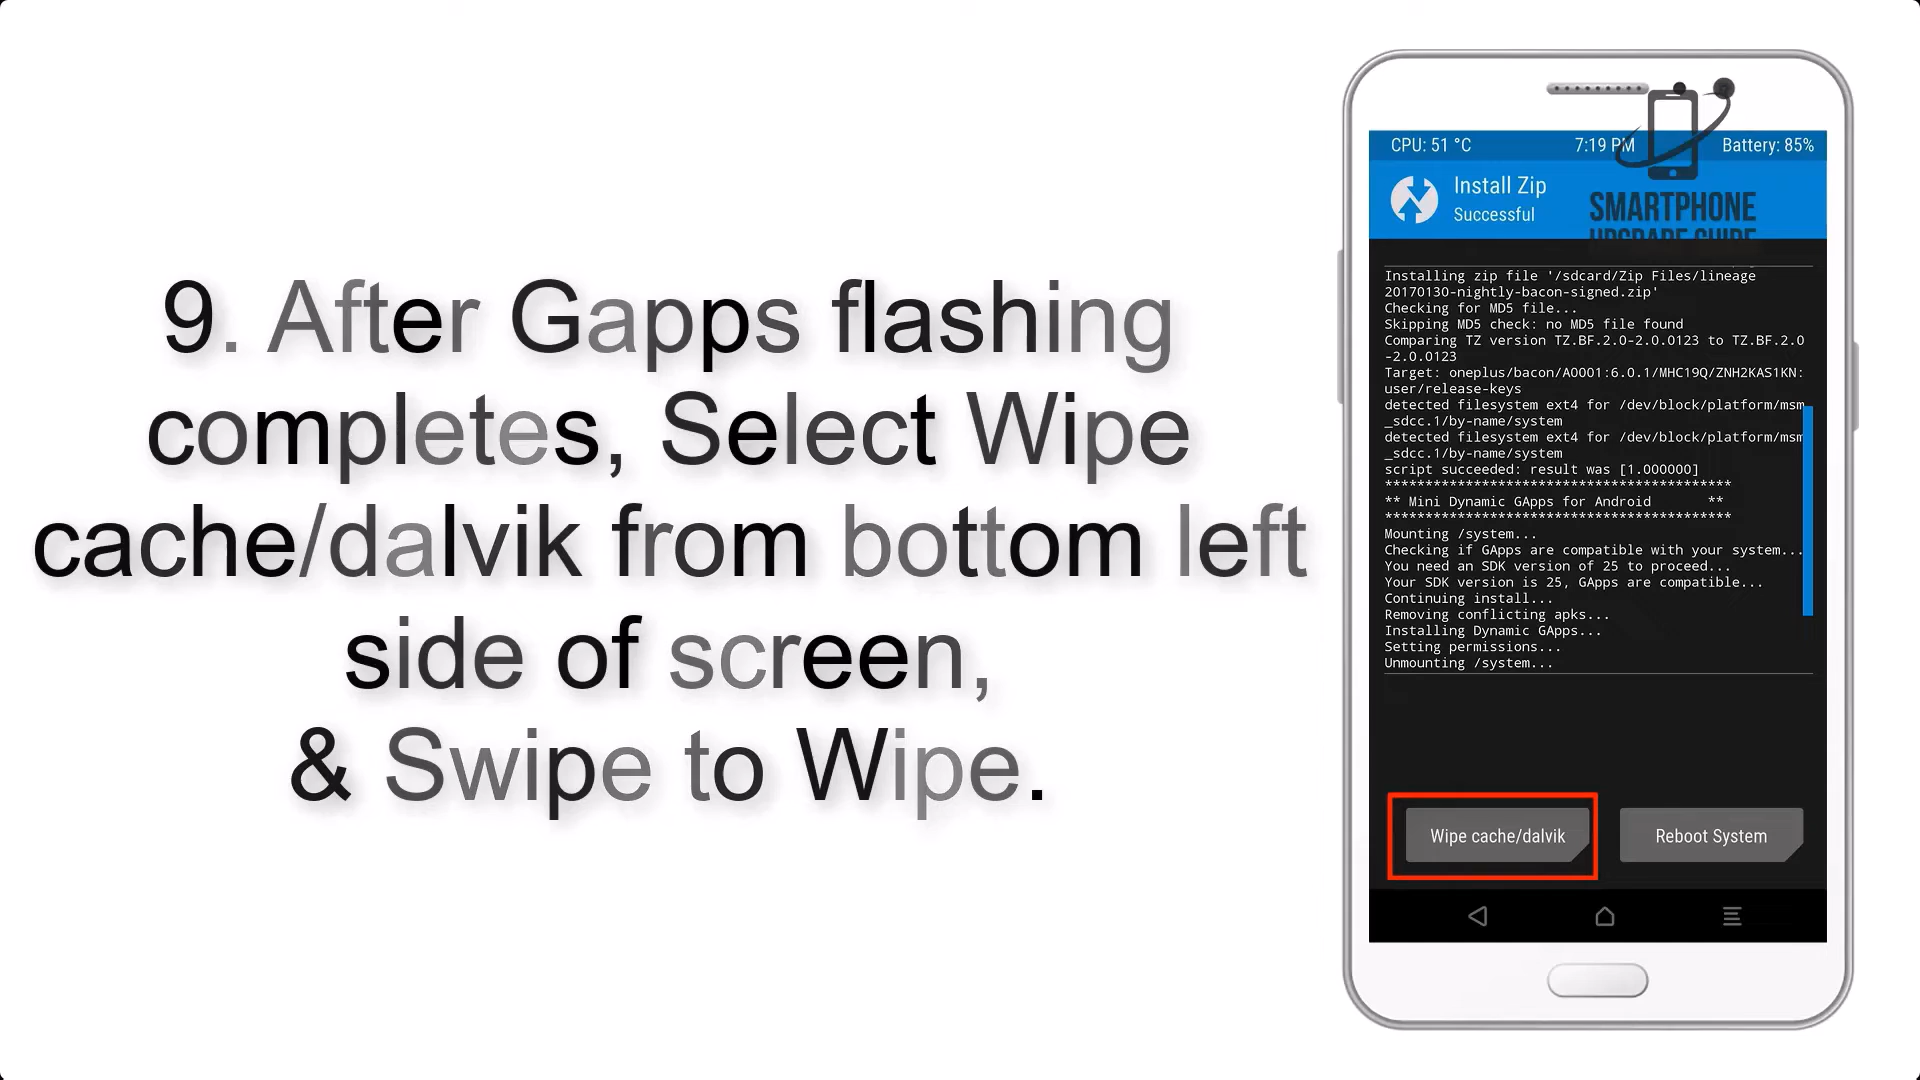 9. After Gapps flashing
completes, Select Wipe
cache/dalvik from bottom left
side of screen,
& Swipe to Wipe.
CPU: 51 °C 7:19 PM Battery: 85%
Install Zip
Successful
SMARTPHONE
UPGRADE GUIDE
Installing zip file '/sdcard/Zip Files/lineage
20170130-nightly-bacon-signed.zip'
Checking for MD5 file...
Skipping MD5 check: no MD5 file found
Comparing TZ version TZ.BF.2.0-2.0.0123 to TZ.BF.2.0
-2.0.0123
Target: oneplus/bacon/A0001:6.0.1/MHC19Q/ZNH2KAS1KN:
user/release-keys
detected filesystem ext4 for /dev/block/platform/msm
_sdcc.1/by-name/system
detected filesystem ext4 for /dev/block/platform/msm
_sdcc.1/by-name/system
script succeeded: result was [1.000000]
******************************************
** Mini Dynamic GApps for Android       **
******************************************
Mounting /system...
Checking if GApps are compatible with your system...
You need an SDK version of 25 to proceed...
Your SDK version is 25, GApps are compatible...
Continuing install...
Removing conflicting apks...
Installing Dynamic GApps...
Setting permissions...
Unmounting /system...
Wipe cache/dalvik Reboot System